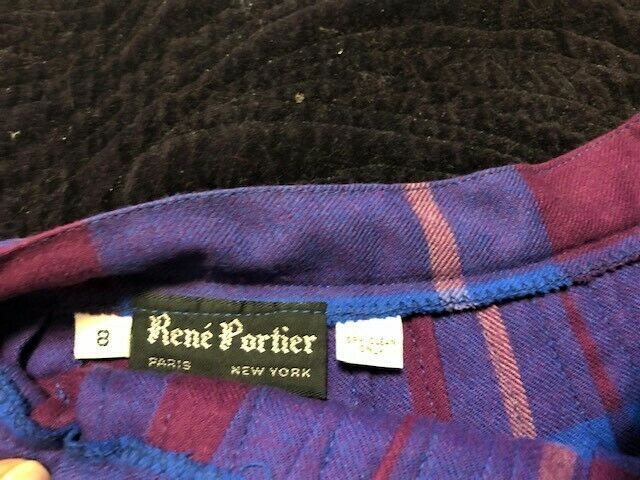 8
René Portier
PARIS NEW YORK
DRY CLEAN
ONLY